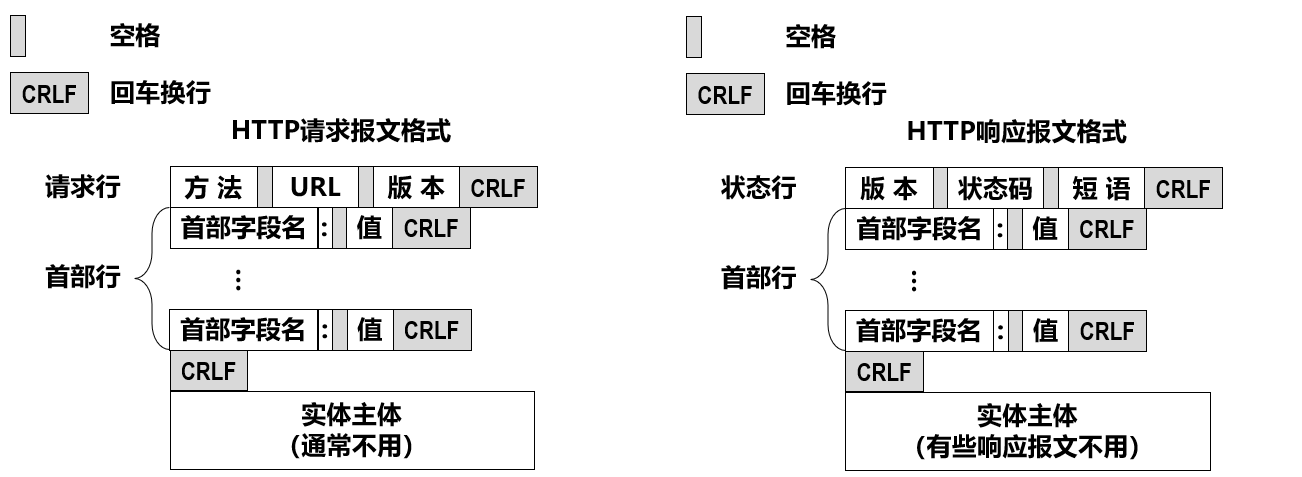 空格
CRLF 回车换行
HTTP请求报文格式
请求行 方 法 URL 版 本 CRLF
首部字段名 : 值 CRLF
首部行 ⋮
首部字段名 : 值 CRLF
CRLF
实体主体
（通常不用）
空格
CRLF 回车换行
HTTP响应报文格式
状态行 版 本 状态码 短 语 CRLF
首部字段名 : 值 CRLF
首部行 ⋮
首部字段名 : 值 CRLF
CRLF
实体主体
（有些响应报文不用）